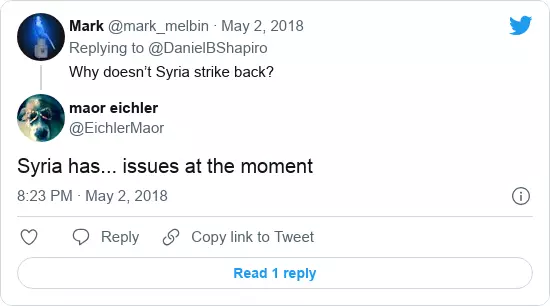 Mark @mark_melbin · May 2, 2018
Replying to @DanielBShapiro
Why doesn’t Syria strike back?
maor eichler
@EichlerMaor
Syria has... issues at the moment
8:23 PM · May 2, 2018
Reply
Copy link to Tweet
Read 1 reply